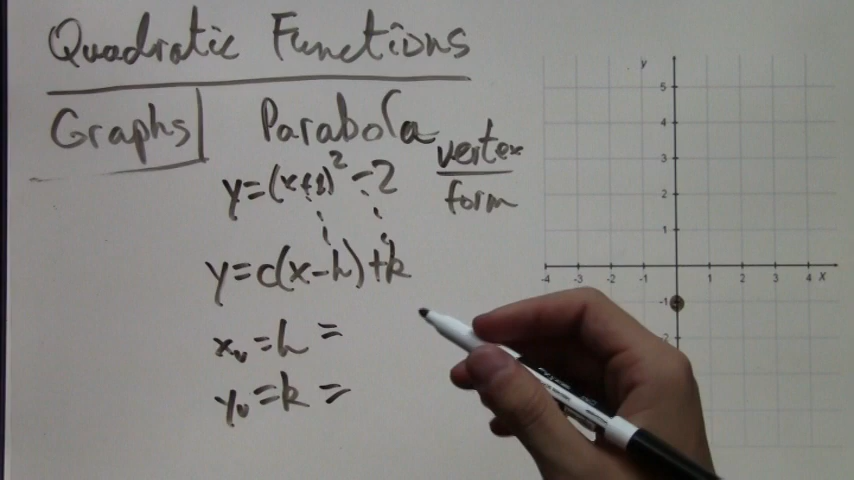 Quadratic Functions
Graphs Parabola
vertex
form
y=(x+1)²-2
y=c(x-h)+k
xᵥ=h=
yᵥ=k=
y
5
4
3
2
1
-4 -3 -2 -1 1 2 3 4 x
-1
-2